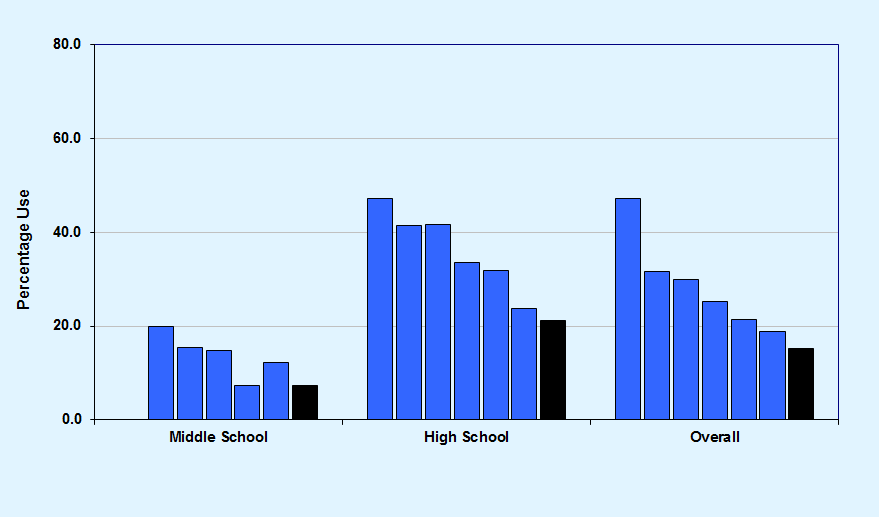 80.0
60.0
40.0
20.0
0.0
Percentage Use
Middle School
High School
Overall